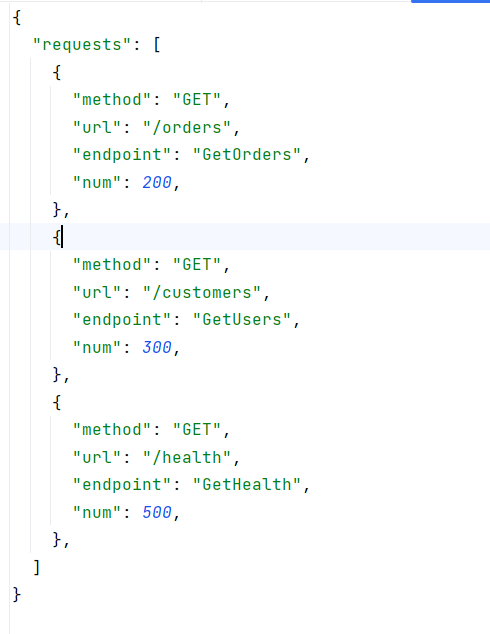 {
  "requests": [
    {
      "method": "GET",
      "url": "/orders",
      "endpoint": "GetOrders",
      "num": 200,
    },
    {
      "method": "GET",
      "url": "/customers",
      "endpoint": "GetUsers",
      "num": 300,
    },
    {
      "method": "GET",
      "url": "/health",
      "endpoint": "GetHealth",
      "num": 500,
    },
  ]
}